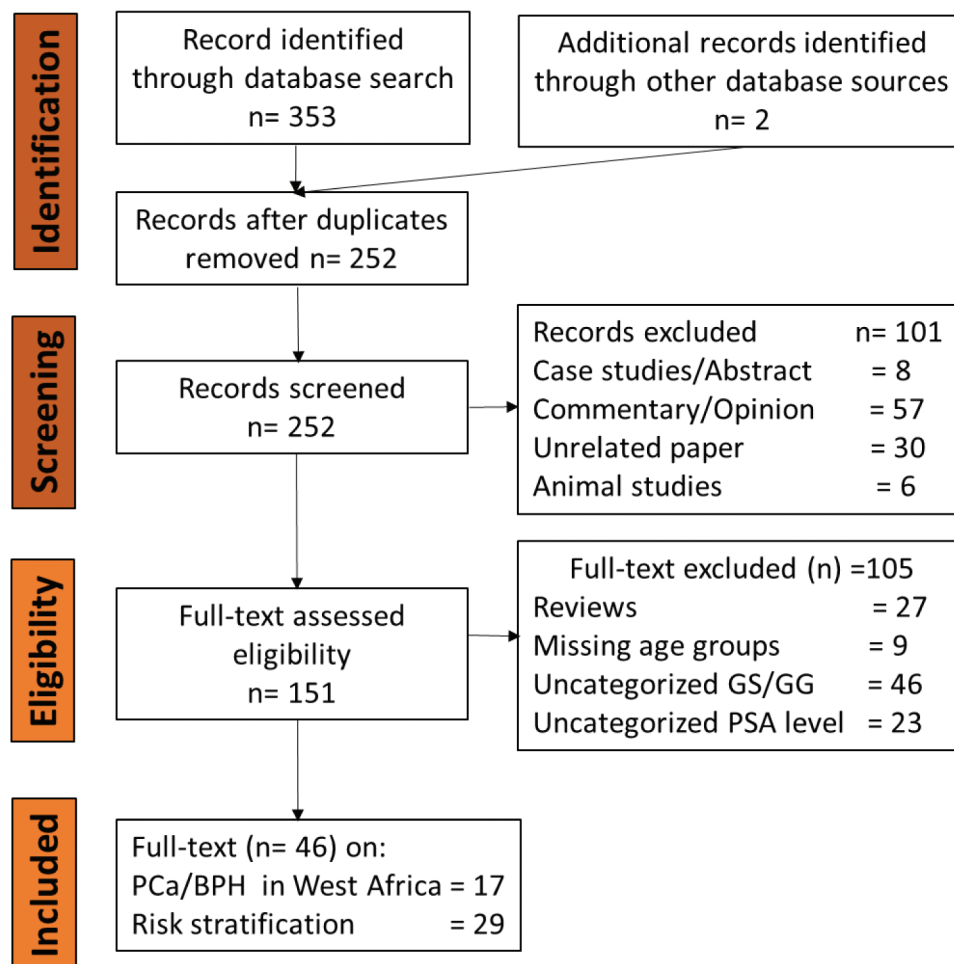 Identification
Record identified
through database search
n= 353
Additional records identified
through other database sources
n= 2
Records after duplicates
removed n= 252
Screening
Records screened
n= 252
Records excluded n= 101
Case studies/Abstract = 8
Commentary/Opinion = 57
Unrelated paper = 30
Animal studies = 6
Eligibility
Full-text assessed
eligibility
n= 151
Full-text excluded (n) =105
Reviews = 27
Missing age groups = 9
Uncategorized GS/GG = 46
Uncategorized PSA level = 23
Included
Full-text (n= 46) on:
PCa/BPH in West Africa = 17
Risk stratification = 29